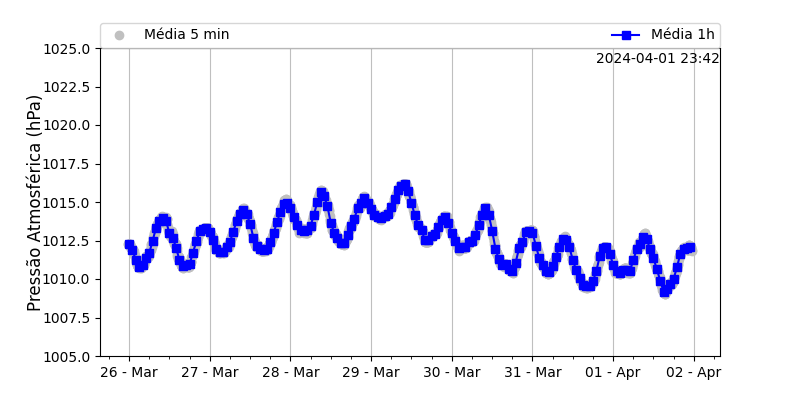 Média 5 min
Média 1h
2024-04-01 23:42
Pressão Atmosférica (hPa)
1025.0
1022.5
1020.0
1017.5
1015.0
1012.5
1010.0
1007.5
1005.0
26 - Mar
27 - Mar
28 - Mar
29 - Mar
30 - Mar
31 - Mar
01 - Apr
02 - Apr